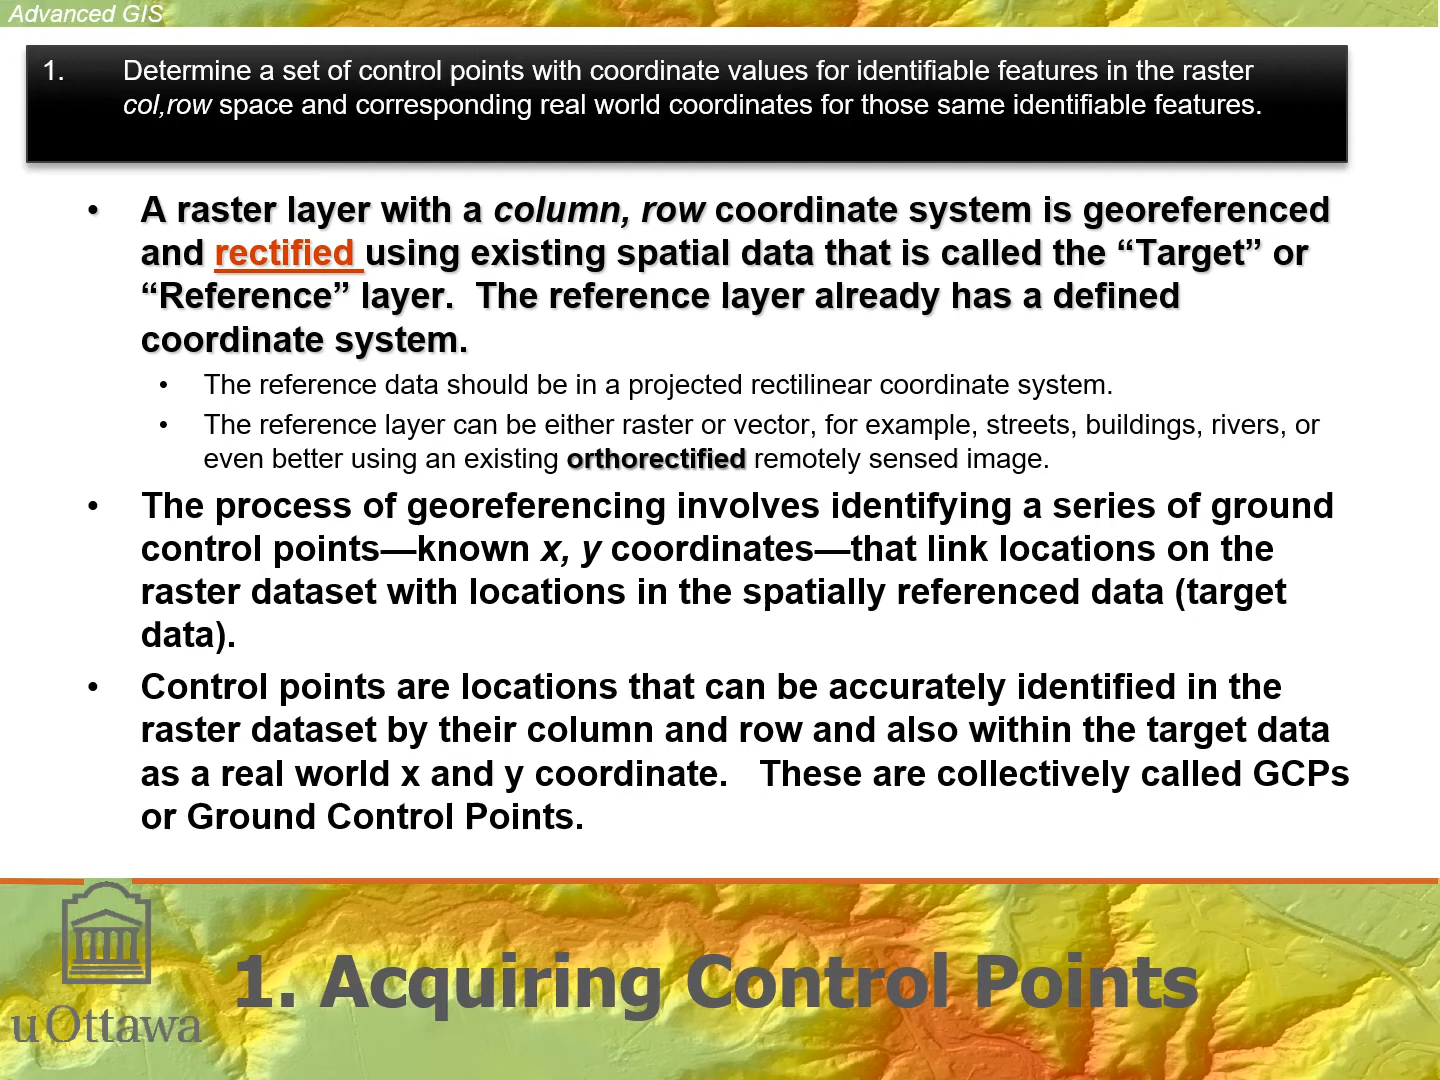 Advanced GIS
1. Determine a set of control points with coordinate values for identifiable features in the raster
col,row space and corresponding real world coordinates for those same identifiable features.
• A raster layer with a column, row coordinate system is georeferenced
and rectified using existing spatial data that is called the “Target” or
“Reference” layer. The reference layer already has a defined
coordinate system.
• The reference data should be in a projected rectilinear coordinate system.
• The reference layer can be either raster or vector, for example, streets, buildings, rivers, or
even better using an existing orthorectified remotely sensed image.
• The process of georeferencing involves identifying a series of ground
control points—known x, y coordinates—that link locations on the
raster dataset with locations in the spatially referenced data (target
data).
• Control points are locations that can be accurately identified in the
raster dataset by their column and row and also within the target data
as a real world x and y coordinate. These are collectively called GCPs
or Ground Control Points.
1. Acquiring Control Points
uOttawa